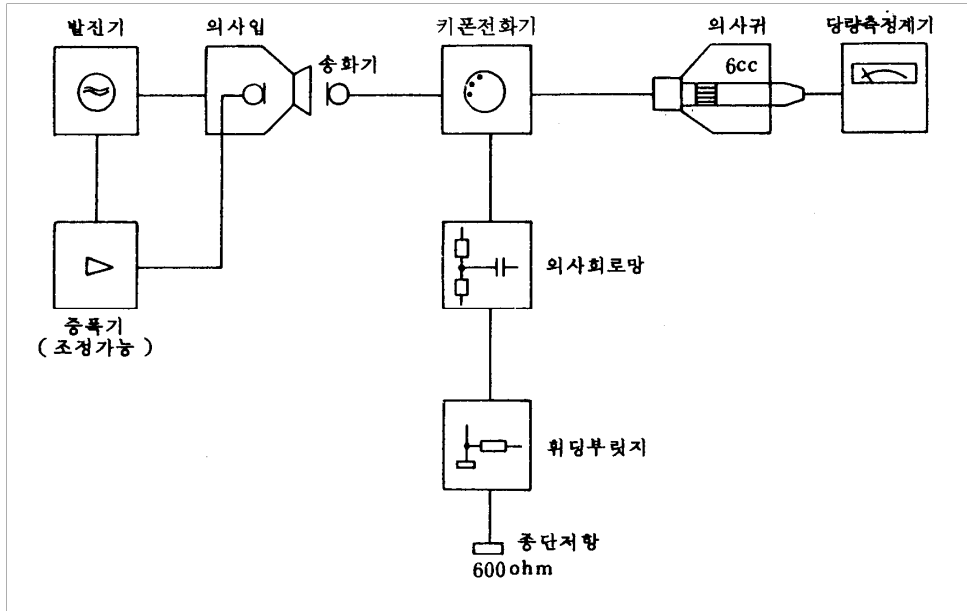 발진기
의사입
송화기
키폰전화기
의사귀
6cc
당량측정계기
증폭기
(조정가능)
의사회로망
휘딩부릿지
종단저항
600ohm